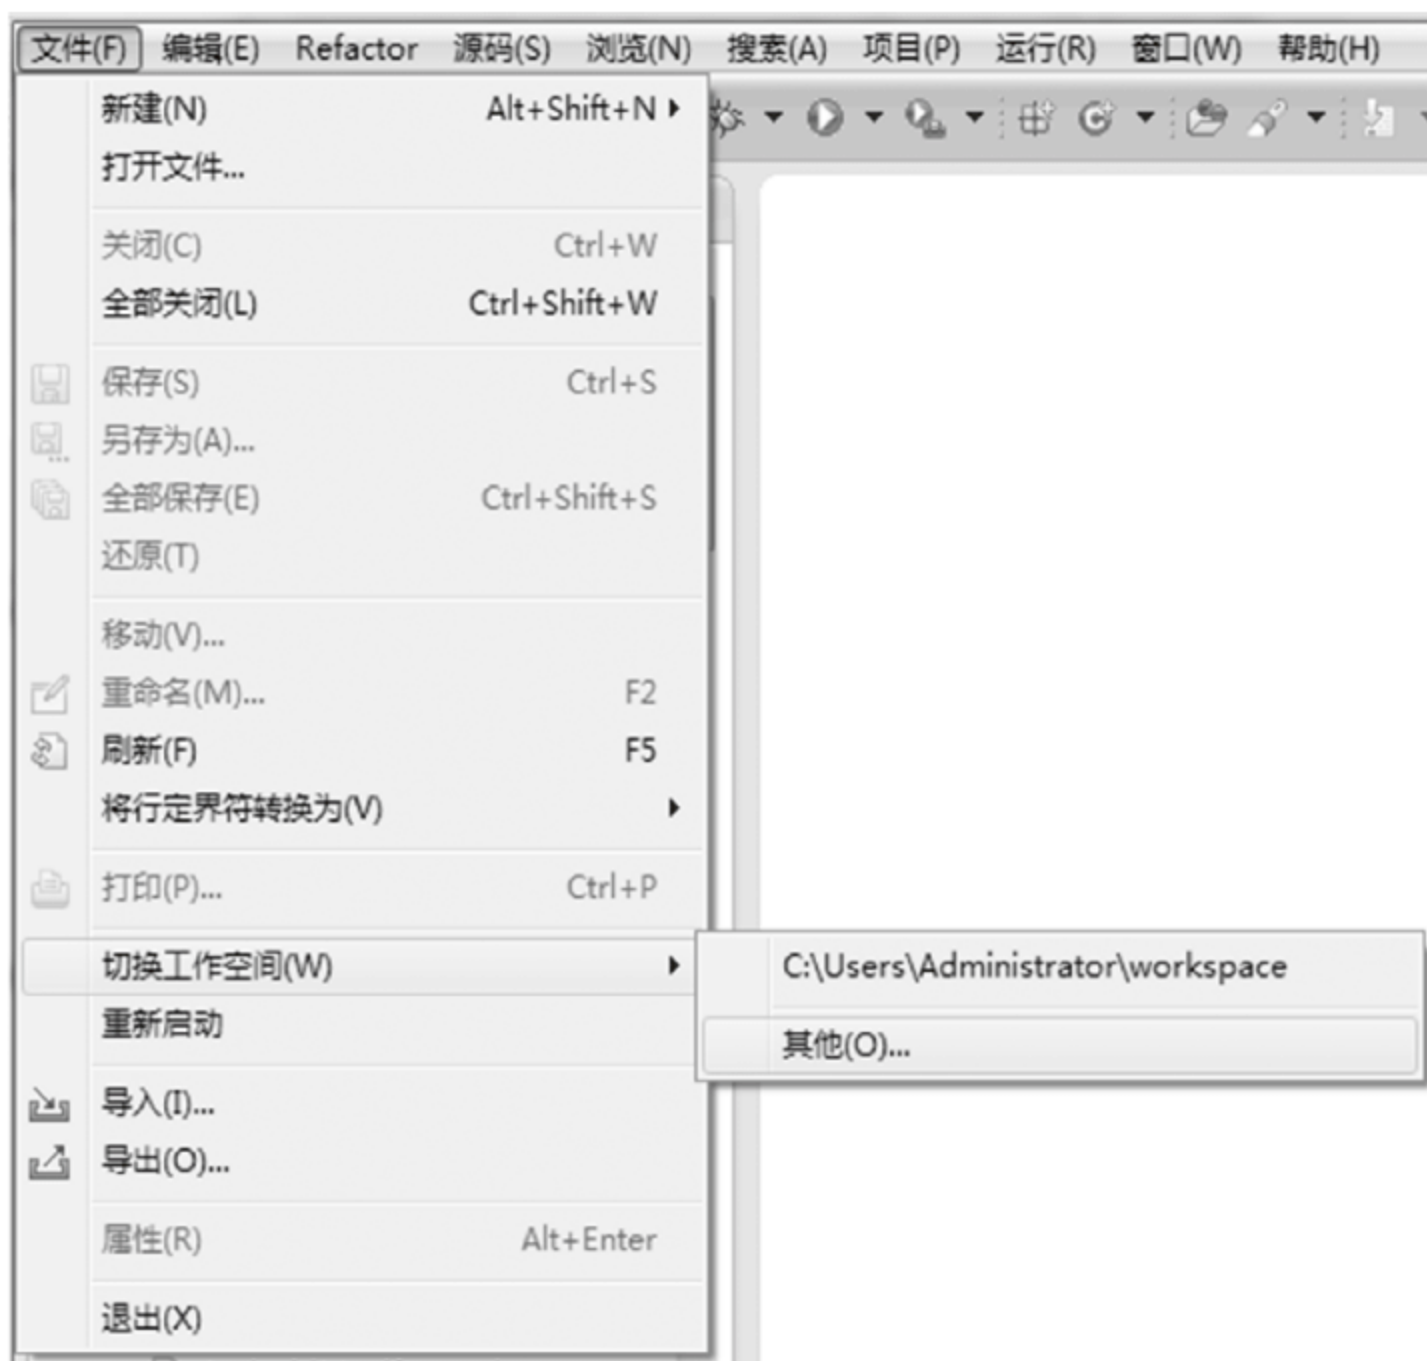 文件(F) 编辑(E) Refactor 源码(S) 浏览(N) 搜素(A) 项目(P) 运行(R) 窗口(W) 帮助(H)
新建(N) Alt+Shift+N
打开文件...
关闭(C) Ctrl+W
全部关闭(L) Ctrl+Shift+W
保存(S) Ctrl+S
另存为(A)...
全部保存(E) Ctrl+Shift+S
还原(T)
移动(V)...
重命名(M)... F2
刷新(F) F5
将行定界符转换为(V)
打印(P)... Ctrl+P
切换工作空间(W)
C:\Users\Administrator\workspace
其他(O)...
重新启动
导入(I)...
导出(O)...
属性(R) Alt+Enter
退出(X)